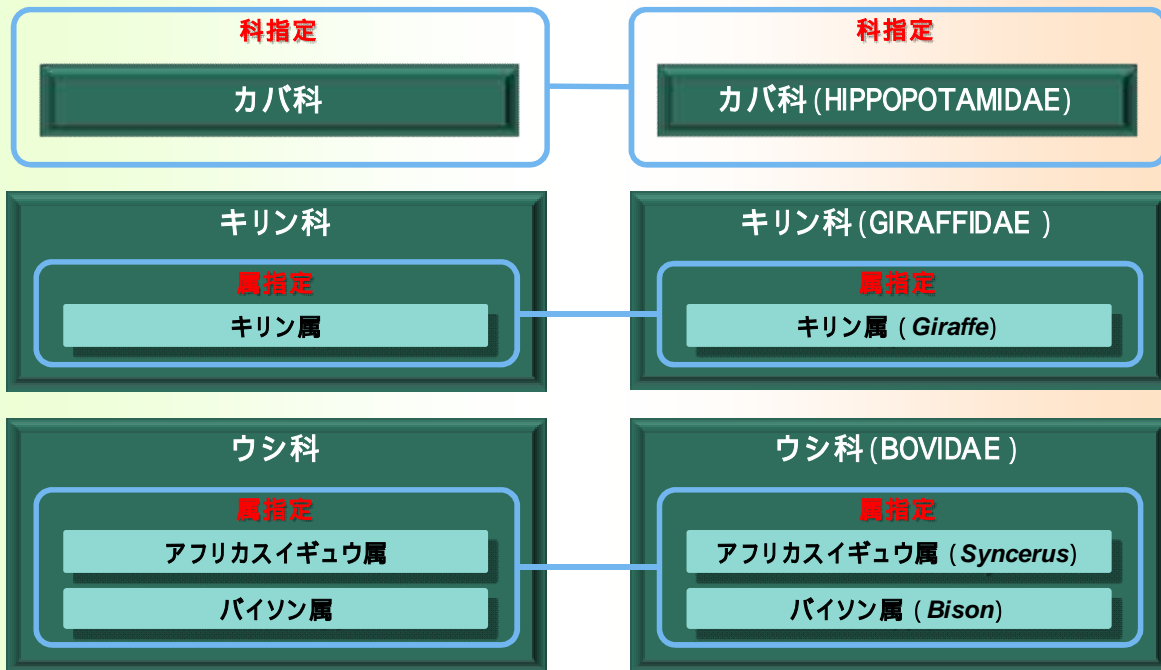 科指定
カバ科
科指定
カバ科(HIPPOPOTAMIDAE)
キリン科
属指定
キリン属
キリン科(GIRAFFIDAE )
属指定
キリン属 ( Giraffe)
ウシ科
属指定
アフリカスイギュウ属
バイソン属
ウシ科(BOVIDAE )
属指定
アフリカスイギュウ属 ( Syncerus)
バイソン属 ( Bison)